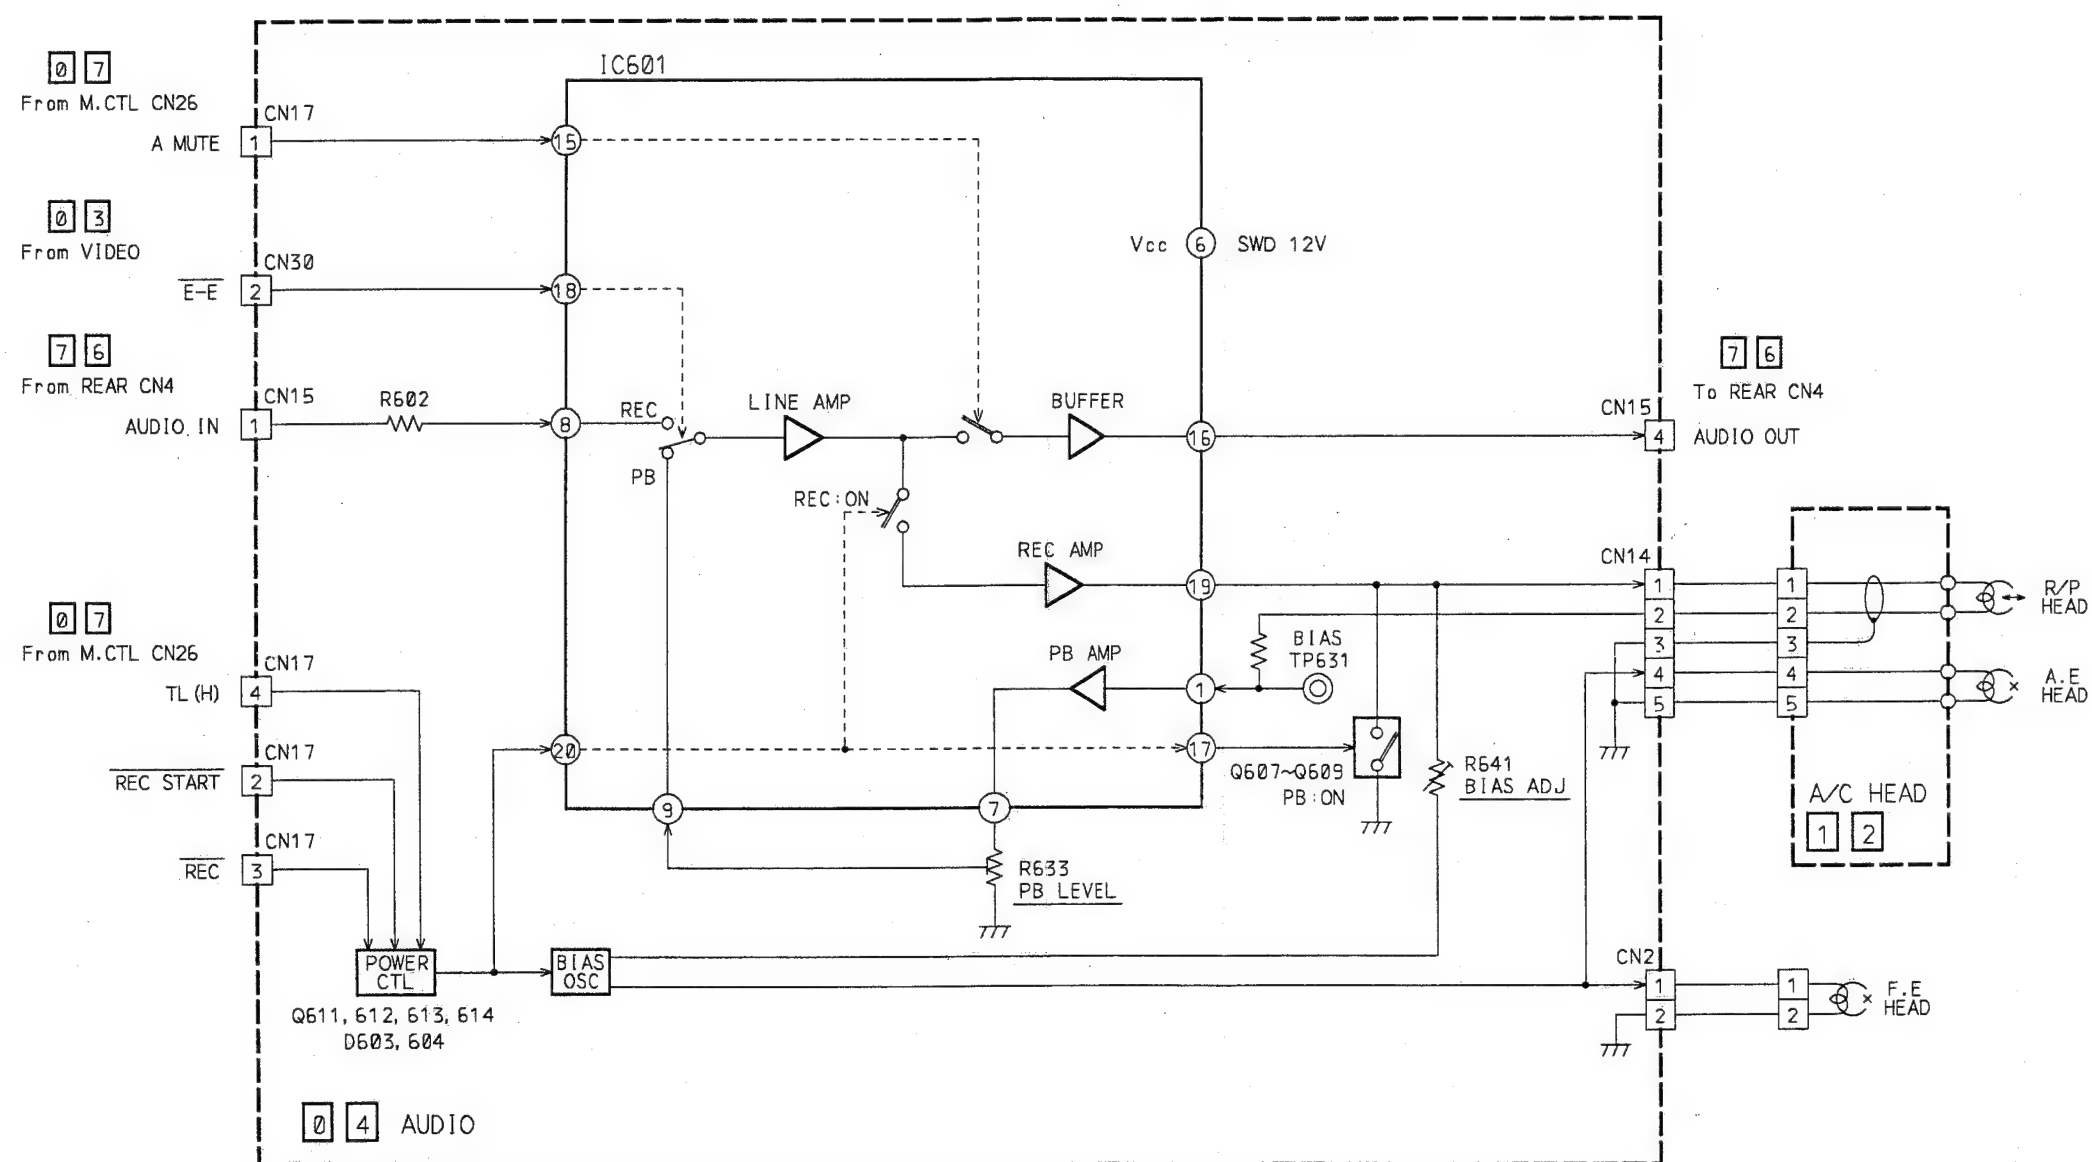 IC601
0 7
From M.CTL CN26
CN17
A MUTE 1
15
0 3
From VIDEO
CN30
E-E 2
18
Vcc 6 SWD 12V
7 6
From REAR CN4
CN15
AUDIO IN 1
R602
8
REC
PB
LINE AMP
BUFFER
16
7 6
To REAR CN4
CN15
4 AUDIO OUT
REC:ON
REC AMP
19
CN14
1
2
3
4
5
1
2
3
4
5
R/P
HEAD
A.E
HEAD
A/C HEAD
1 2
BIAS
TP631
PB AMP
1
0 7
From M.CTL CN26
CN17
TL(H) 4
CN17
REC START 2
CN17
REC 3
20
17
Q607~Q609
PB:ON
R641
BIAS ADJ
9
7
R633
PB LEVEL
POWER
CTL
Q611,612,613,614
D603,604
BIAS
OSC
CN2
1
2
1
2
F.E
HEAD
0 4 AUDIO